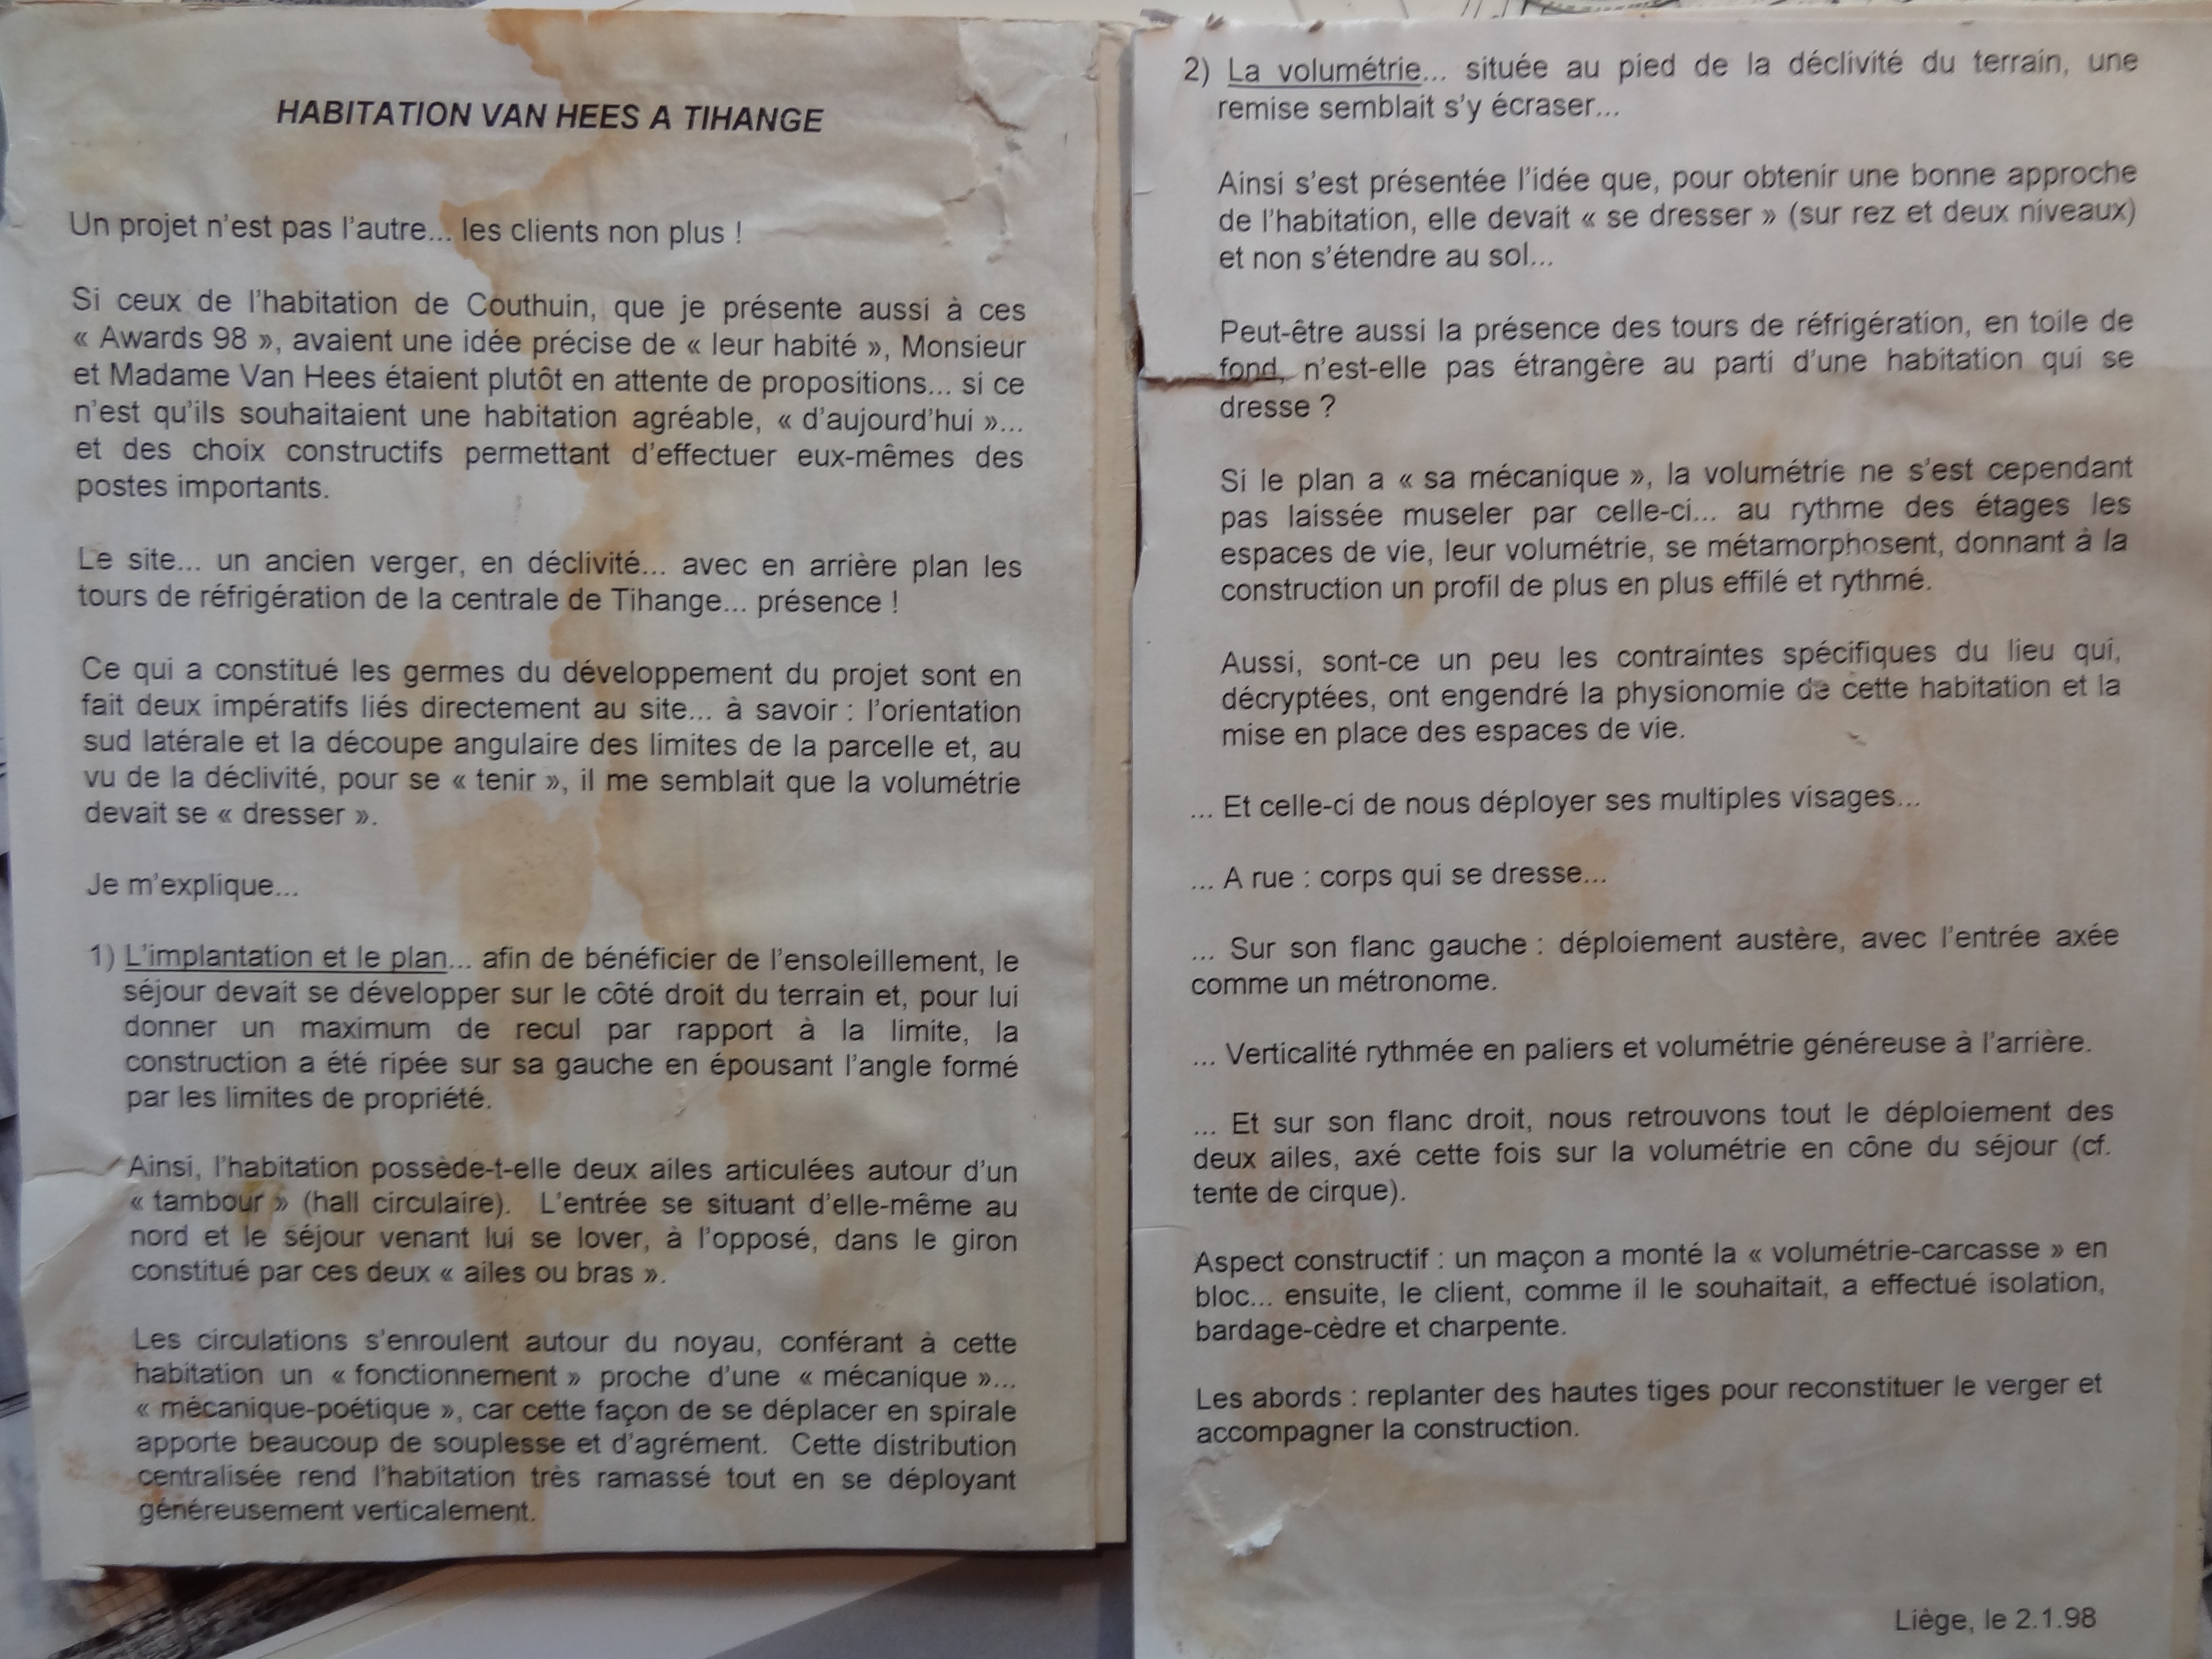 HABITATION VAN HEES A TIHANGE
Un projet n'est pas l'autre... les clients non plus !
Si ceux de l'habitation de Couthuin, que je présente aussi à ces
« Awards 98 », avaient une idée précise de « leur habité », Monsieur
et Madame Van Hees étaient plutôt en attente de propositions... si ce
n'est qu'ils souhaitaient une habitation agréable, « d'aujourd'hui »...
et des choix constructifs permettant d'effectuer eux-mêmes des
postes importants.
Le site... un ancien verger, en déclivité... avec en arrière plan les
tours de réfrigération de la centrale de Tihange... présence !
Ce qui a constitué les germes du développement du projet sont en
fait deux impératifs liés directement au site... à savoir : l'orientation
sud latérale et la découpe angulaire des limites de la parcelle et, au
vu de la déclivité, pour se « tenir », il me semblait que la volumétrie
devait se « dresser ».
Je m'explique...
1) L'implantation et le plan... afin de bénéficier de l'ensoleillement, le
séjour devait se développer sur le côté droit du terrain et, pour lui
donner un maximum de recul par rapport à la limite, la
construction a été ripée sur sa gauche en épousant l'angle formé
par les limites de propriété.
Ainsi, l'habitation possède-t-elle deux ailes articulées autour d'un
« tambour » (hall circulaire). L'entrée se situant d'elle-même au
nord et le séjour venant lui se lover, à l'opposé, dans le giron
constitué par ces deux « ailes ou bras ».
Les circulations s'enroulent autour du noyau, conférant à cette
habitation un « fonctionnement » proche d'une « mécanique »...
« mécanique-poétique », car cette façon de se déplacer en spirale
apporte beaucoup de souplesse et d'agrément. Cette distribution
centralisée rend l'habitation très ramassé tout en se déployant
généreusement verticalement.
2) La volumétrie... située au pied de la déclivité du terrain, une
remise semblait s'y écraser...
Ainsi s'est présentée l'idée que, pour obtenir une bonne approche
de l'habitation, elle devait « se dresser » (sur rez et deux niveaux)
et non s'étendre au sol...
Peut-être aussi la présence des tours de réfrigération, en toile de
fond, n'est-elle pas étrangère au parti d'une habitation qui se
dresse ?
Si le plan a « sa mécanique », la volumétrie ne s'est cependant
pas laissée museler par celle-ci... au rythme des étages les
espaces de vie, leur volumétrie, se métamorphosent, donnant à la
construction un profil de plus en plus effilé et rythmé.
Aussi, sont-ce un peu les contraintes spécifiques du lieu qui,
décryptées, ont engendré la physionomie de cette habitation et la
mise en place des espaces de vie.
... Et celle-ci de nous déployer ses multiples visages...
... A rue : corps qui se dresse...
... Sur son flanc gauche : déploiement austère, avec l'entrée axée
comme un métronome.
... Verticalité rythmée en paliers et volumétrie généreuse à l'arrière.
... Et sur son flanc droit, nous retrouvons tout le déploiement des
deux ailes, axé cette fois sur la volumétrie en cône du séjour (cf.
tente de cirque).
Aspect constructif : un maçon a monté la « volumétrie-carcasse » en
bloc... ensuite, le client, comme il le souhaitait, a effectué isolation,
bardage-cèdre et charpente.
Les abords : replanter des hautes tiges pour reconstituer le verger et
accompagner la construction.
Liège, le 2.1.98